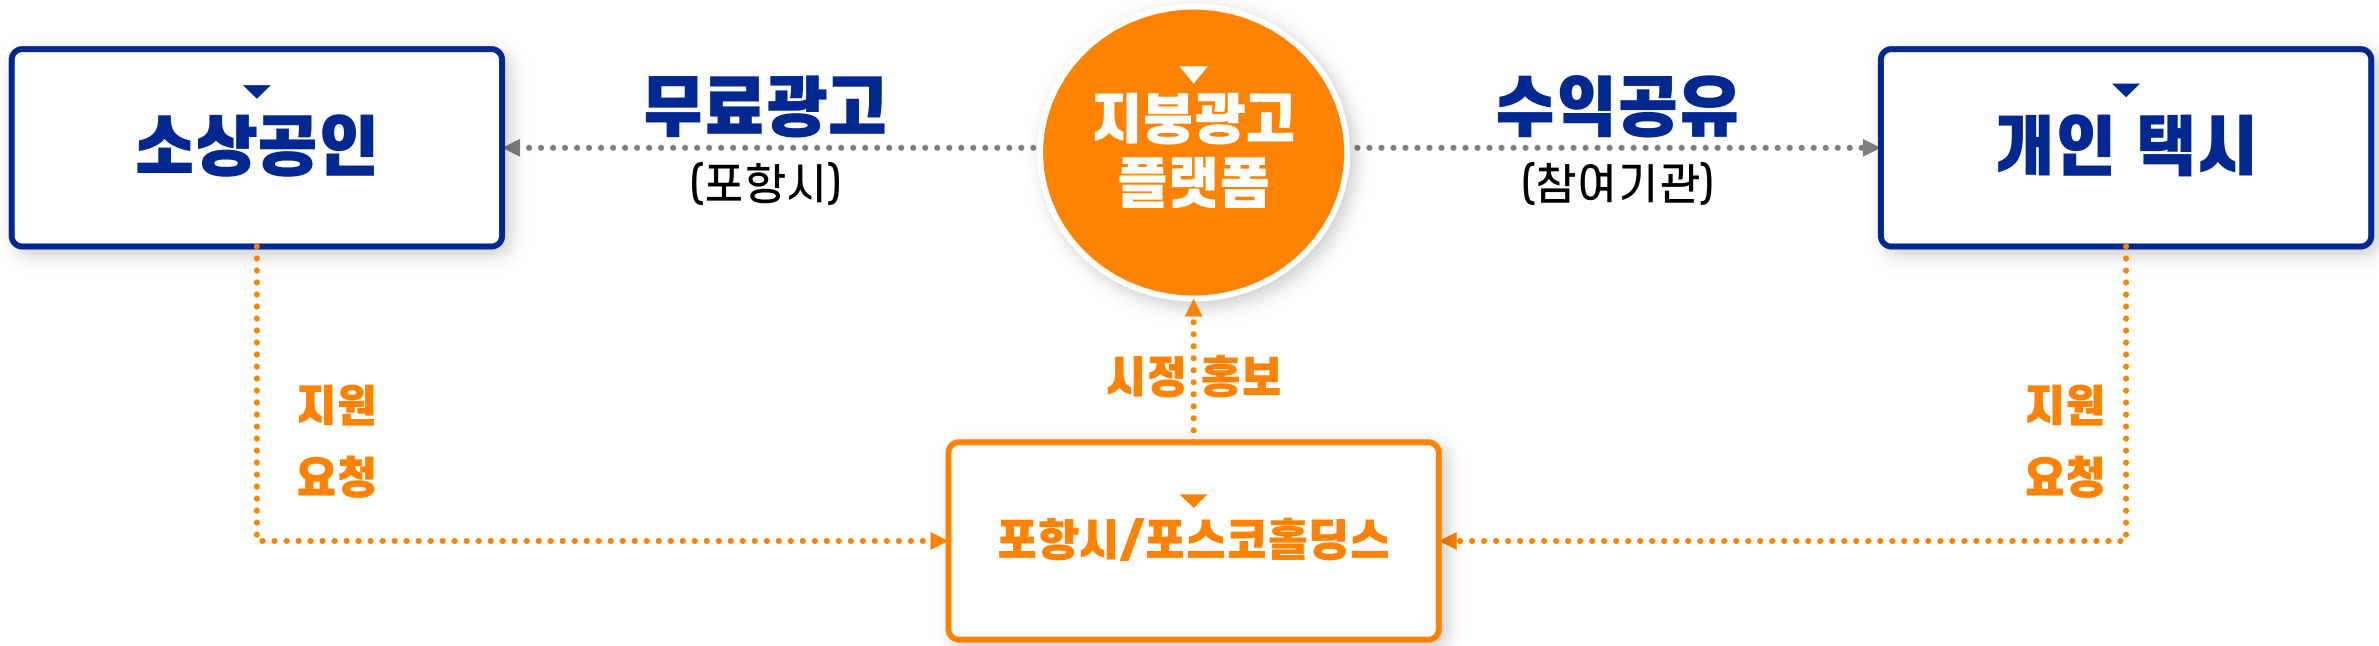 소상공인
무료광고
(포항시)
지붕광고
플랫폼
수익공유
(참여기관)
개인 택시
시정 홍보
지원
요청
지원
요청
포항시/포스코홀딩스